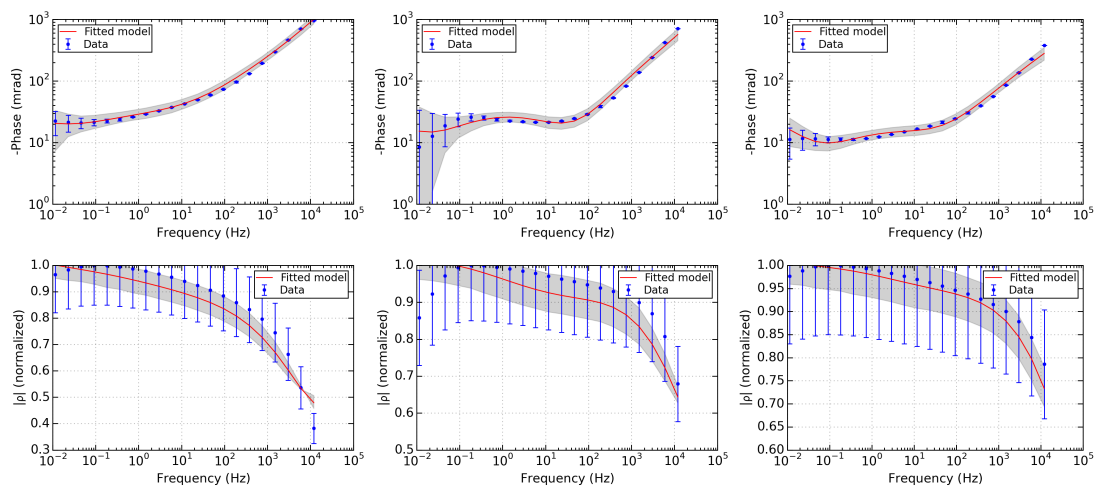 10³
10²
10¹
10⁰
-Phase (mrad)
Fitted model
Data
10⁻² 10⁻¹ 10⁰ 10¹ 10² 10³ 10⁴ 10⁵
Frequency (Hz)
10³
10²
10¹
10⁰
-Phase (mrad)
Fitted model
Data
10⁻² 10⁻¹ 10⁰ 10¹ 10² 10³ 10⁴ 10⁵
Frequency (Hz)
10³
10²
10¹
10⁰
-Phase (mrad)
Fitted model
Data
10⁻² 10⁻¹ 10⁰ 10¹ 10² 10³ 10⁴ 10⁵
Frequency (Hz)
1.0
0.9
0.8
0.7
0.6
0.5
0.4
0.3
|ρ| (normalized)
Fitted model
Data
10⁻² 10⁻¹ 10⁰ 10¹ 10² 10³ 10⁴ 10⁵
Frequency (Hz)
1.0
0.9
0.8
0.7
0.6
0.5
|ρ| (normalized)
Fitted model
Data
10⁻² 10⁻¹ 10⁰ 10¹ 10² 10³ 10⁴ 10⁵
Frequency (Hz)
1.00
0.95
0.90
0.85
0.80
0.75
0.70
0.65
0.60
|ρ| (normalized)
Fitted model
Data
10⁻² 10⁻¹ 10⁰ 10¹ 10² 10³ 10⁴ 10⁵
Frequency (Hz)